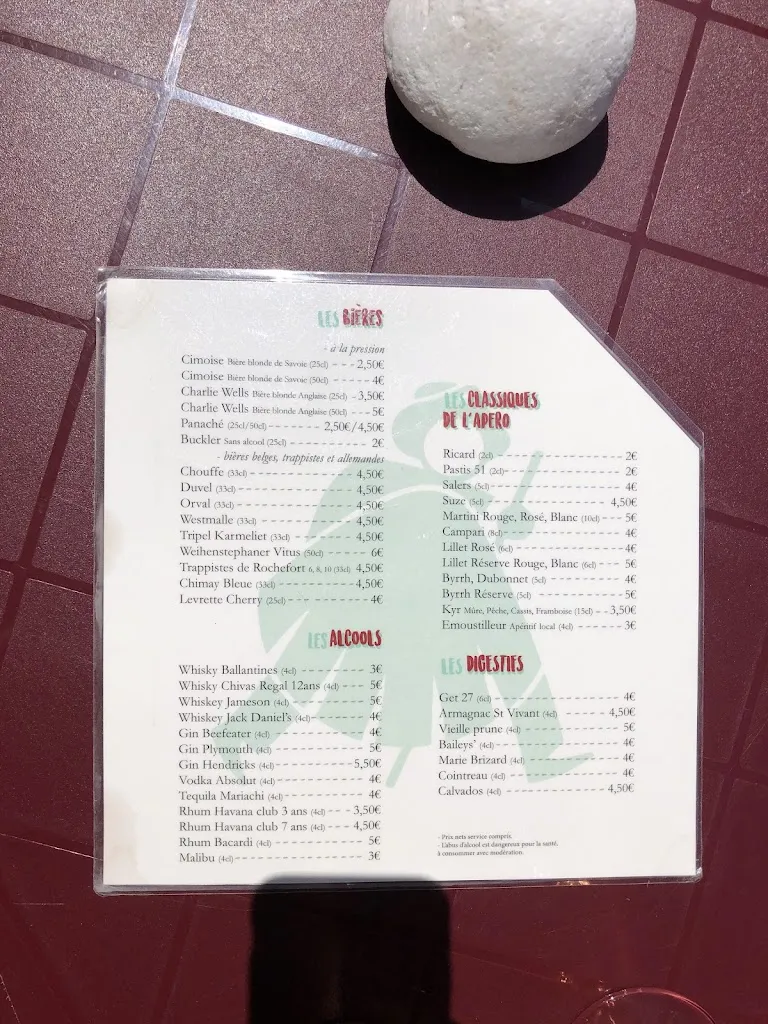 LES BIÈRES
- à la pression
Cimoise Bière blonde de Savoie (25cl) --- 2,50€
Cimoise Bière blonde de Savoie (50cl) --- 4€
Charlie Wells Bière blonde Anglaise (25cl) - 3,50€
Charlie Wells Bière blonde Anglaise (50cl) --- 5€
Panaché (25cl/50cl) --- 2,50€/4,50€
Buckler Sans alcool (25cl) --- 2€
- bières belges, trappistes et allemandes
Chouffe (33cl) --- 4,50€
Duvel (33cl) --- 4,50€
Orval (33cl) --- 4,50€
Westmalle (33cl) --- 4,50€
Tripel Karmeliet (33cl) --- 4,50€
Weihenstephaner Vitus (50cl) --- 6€
Trappistes de Rochefort 6, 8, 10 (33cl) 4,50€
Chimay Bleue (33cl) --- 4,50€
Levrette Cherry (25cl) --- 4€
LES ALCOOLS
Whisky Ballantines (4cl) --- 3€
Whisky Chivas Regal 12ans (4cl) --- 5€
Whiskey Jameson (4cl) --- 5€
Whiskey Jack Daniel's (4cl) --- 4€
Gin Beefeater (4cl) --- 4€
Gin Plymouth (4cl) --- 5€
Gin Hendricks (4cl) --- 5,50€
Vodka Absolut (4cl) --- 4€
Tequila Mariachi (4cl) --- 4€
Rhum Havana club 3 ans (4cl) --- 3,50€
Rhum Havana club 7 ans (4cl) --- 4,50€
Rhum Bacardi (4cl) --- 5€
Malibu (4cl) --- 3€
LES CLASSIQUES
DE L'APERO
Ricard (2cl) --- 2€
Pastis 51 (2cl) --- 2€
Salers (5cl) --- 4€
Suze (5cl) --- 4,50€
Martini Rouge, Rosé, Blanc (10cl) --- 5€
Campari (8cl) --- 4€
Lillet Rosé (6cl) --- 4€
Lillet Réserve Rouge, Blanc (6cl) --- 5€
Byrrh, Dubonnet (5cl) --- 4€
Byrrh Réserve (5cl) --- 5€
Kyr Mûre, Pêche, Cassis, Framboise (15cl) -- 3,50€
Emoustilleur Apéritif local (4cl) --- 3€
LES DIGESTIFS
Get 27 (6cl) --- 4€
Armagnac St Vivant (4cl) --- 4,50€
Vieille prune (4cl) --- 5€
Baileys' (4cl) --- 4€
Marie Brizard (4cl) --- 4€
Cointreau (4cl) --- 4€
Calvados (4cl) --- 4,50€
- Prix nets service compris.
- L'abus d'alcool est dangereux pour la santé,
à consommer avec modération.